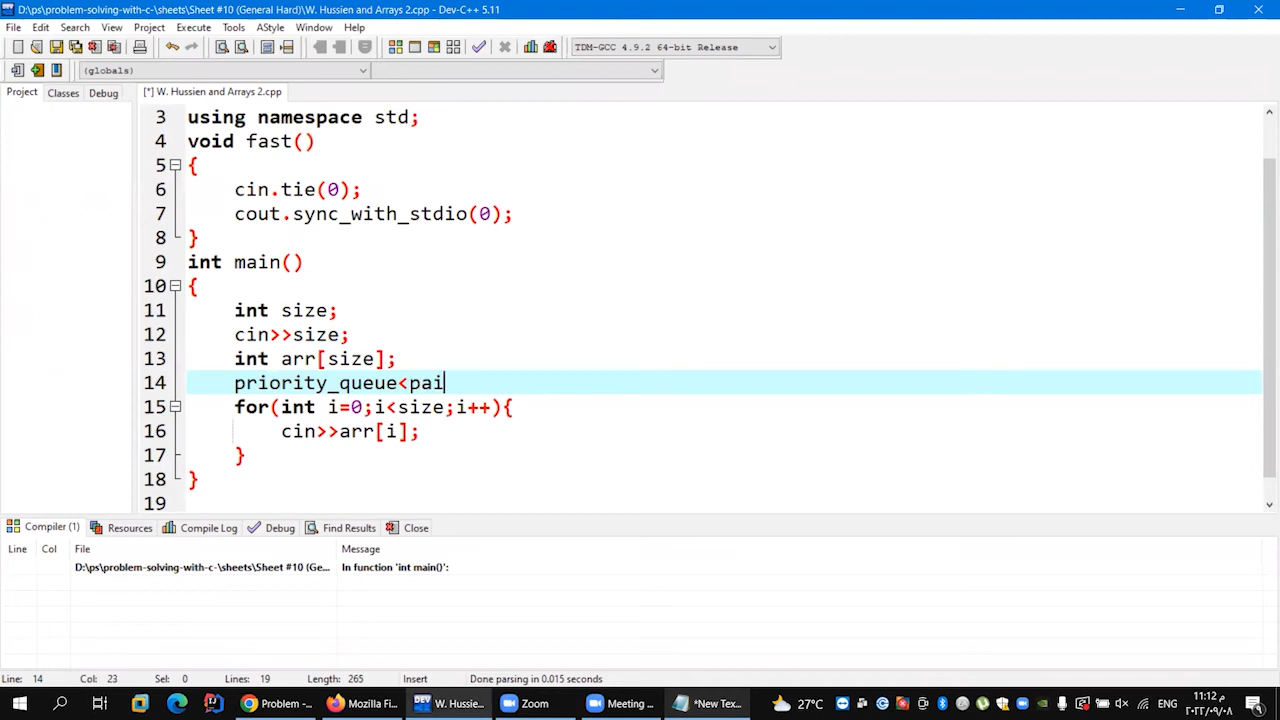 D:\ps\problem-solving-with-c-\sheets\Sheet #10 (General Hard)\W. Hussien and Arrays 2.cpp - Dev-C++ 5.11
File Edit Search View Project Execute Tools AStyle Window Help
TDM-GCC 4.9.2 64-bit Release
(globals)
Project Classes Debug [*] W. Hussien and Arrays 2.cpp
3 using namespace std;
4 void fast()
5 {
6 cin.tie(0);
7 cout.sync_with_stdio(0);
8 }
9 int main()
10 {
11 int size;
12 cin>>size;
13 int arr[size];
14 priority_queue<pai
15 for(int i=0;i<size;i++){
16 cin>>arr[i];
17 }
18 }
19
Compiler (1) Resources Compile Log Debug Find Results Close
Line Col File Message
D:\ps\problem-solving-with-c-\sheets\Sheet #10 (Ge... In function 'int main()':
Line: 14 Col: 23 Sel: 0 Lines: 19 Length: 265 Insert Done parsing in 0.015 seconds
Problem -... Mozilla Fi... W. Hussie... Zoom Meeting ... *New Tex... 27°C ١١:١٢ م
٢٠٢٢/٠٩/٠٨